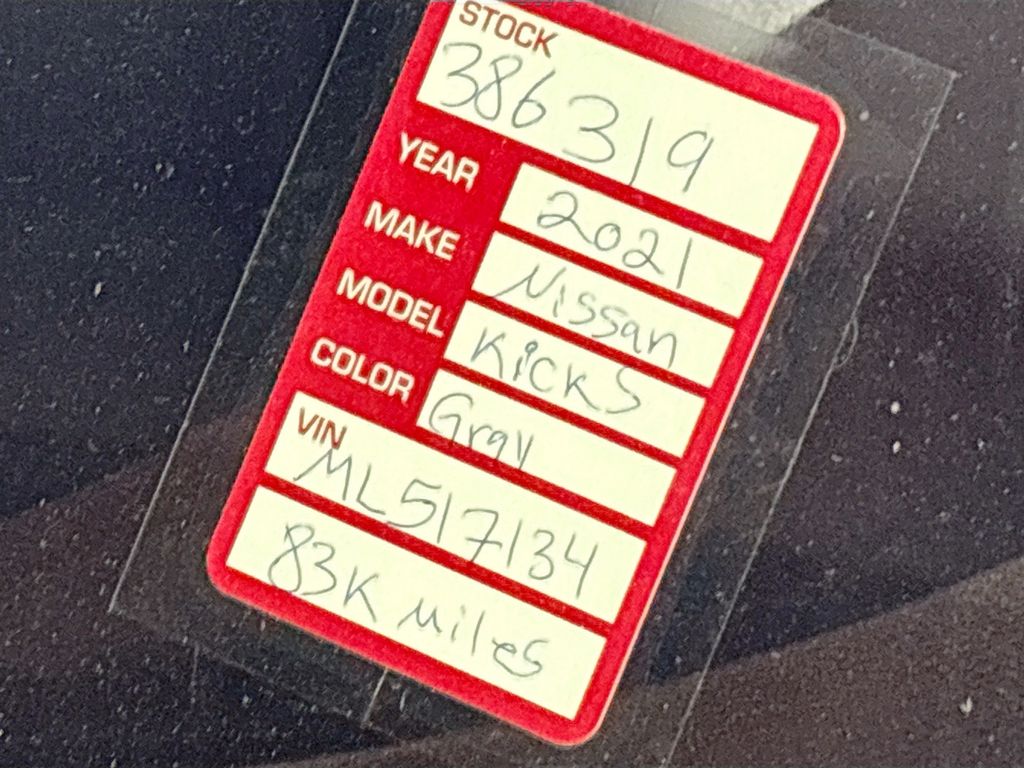 STOCK
386319
YEAR 2021
MAKE Nissan
MODEL Kicks
COLOR Gray
VIN
ML517134
83K Miles